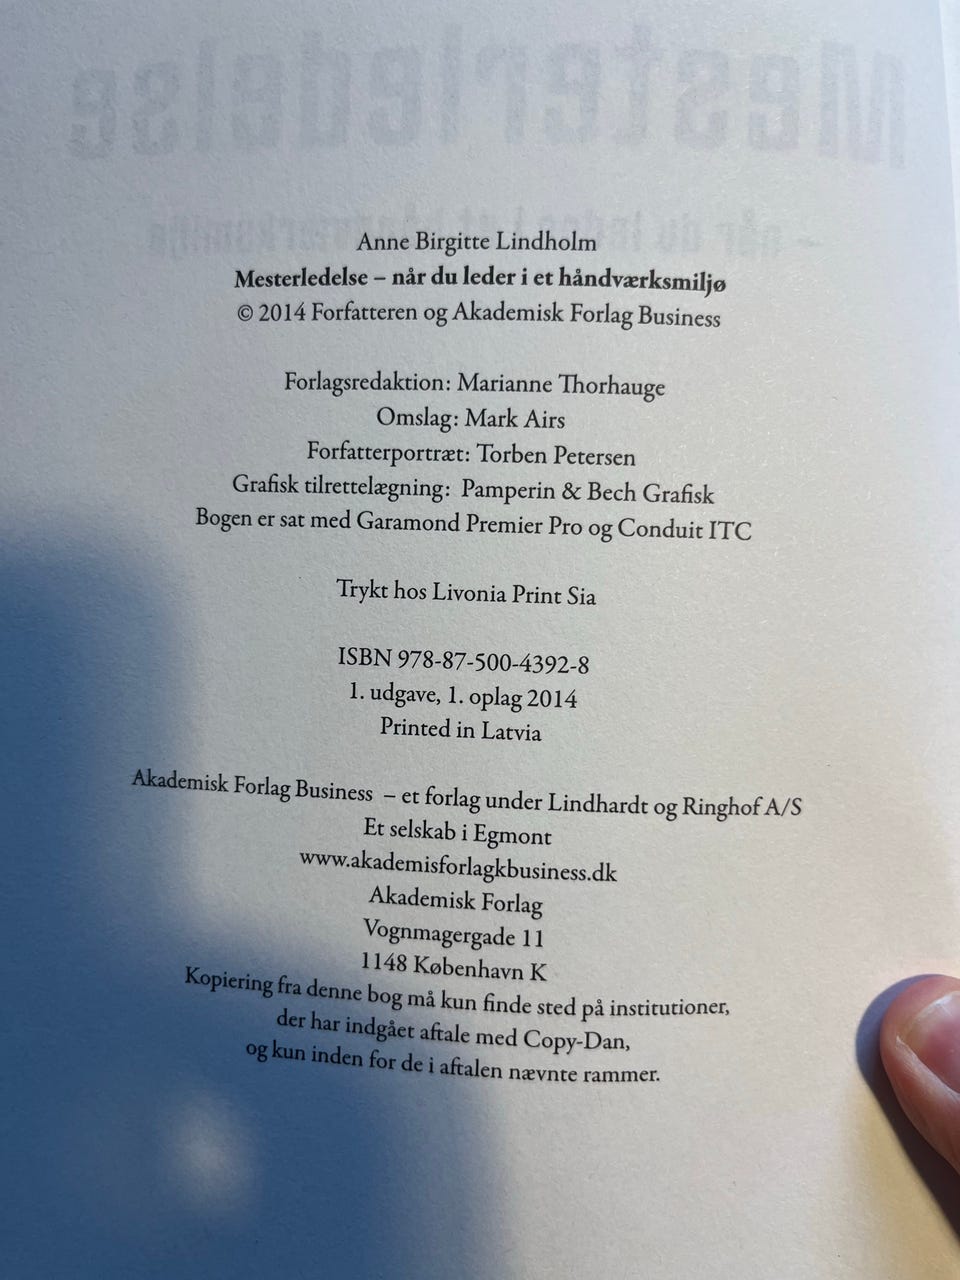 Anne Birgitte Lindholm
Mesterledelse – når du leder i et håndværksmiljø
© 2014 Forfatteren og Akademisk Forlag Business
Forlagsredaktion: Marianne Thorhauge
Omslag: Mark Airs
Forfatterportræt: Torben Petersen
Grafisk tilrettelægning: Pamperin & Bech Grafisk
Bogen er sat med Garamond Premier Pro og Conduit ITC
Trykt hos Livonia Print Sia
ISBN 978-87-500-4392-8
1. udgave, 1. oplag 2014
Printed in Latvia
Akademisk Forlag Business – et forlag under Lindhardt og Ringhof A/S
Et selskab i Egmont
www.akademisforlagkbusiness.dk
Akademisk Forlag
Vognmagergade 11
1148 København K
Kopiering fra denne bog må kun finde sted på institutioner,
der har indgået aftale med Copy-Dan,
og kun inden for de i aftalen nævnte rammer.